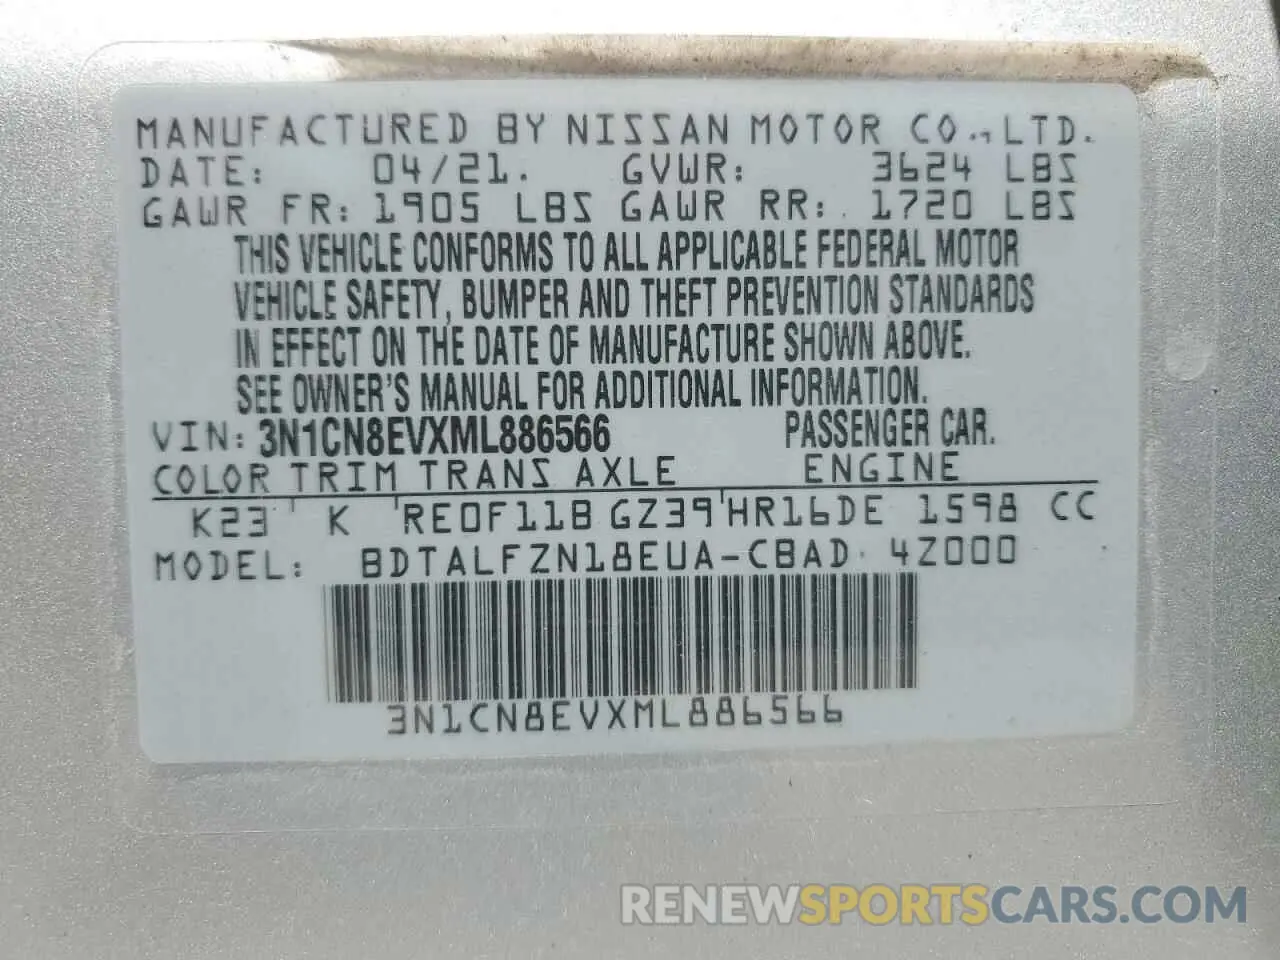 MANUFACTURED BY NISSAN MOTOR CO., LTD.
DATE: 04/21. GVWR: 3624 LBS
GAWR FR: 1905 LBS GAWR RR: 1720 LBS
THIS VEHICLE CONFORMS TO ALL APPLICABLE FEDERAL MOTOR
VEHICLE SAFETY, BUMPER AND THEFT PREVENTION STANDARDS
IN EFFECT ON THE DATE OF MANUFACTURE SHOWN ABOVE.
SEE OWNER'S MANUAL FOR ADDITIONAL INFORMATION.
VIN: 3N1CN8EVXML886566 PASSENGER CAR.
COLOR TRIM TRANS AXLE ENGINE
K23 K RE0F11B GZ39 HR16DE 1598 CC
MODEL: BDTALFZN18EUA-CBAD 4Z000
3N1CN8EVXML886566
RENEWSPORTSCARS.COM